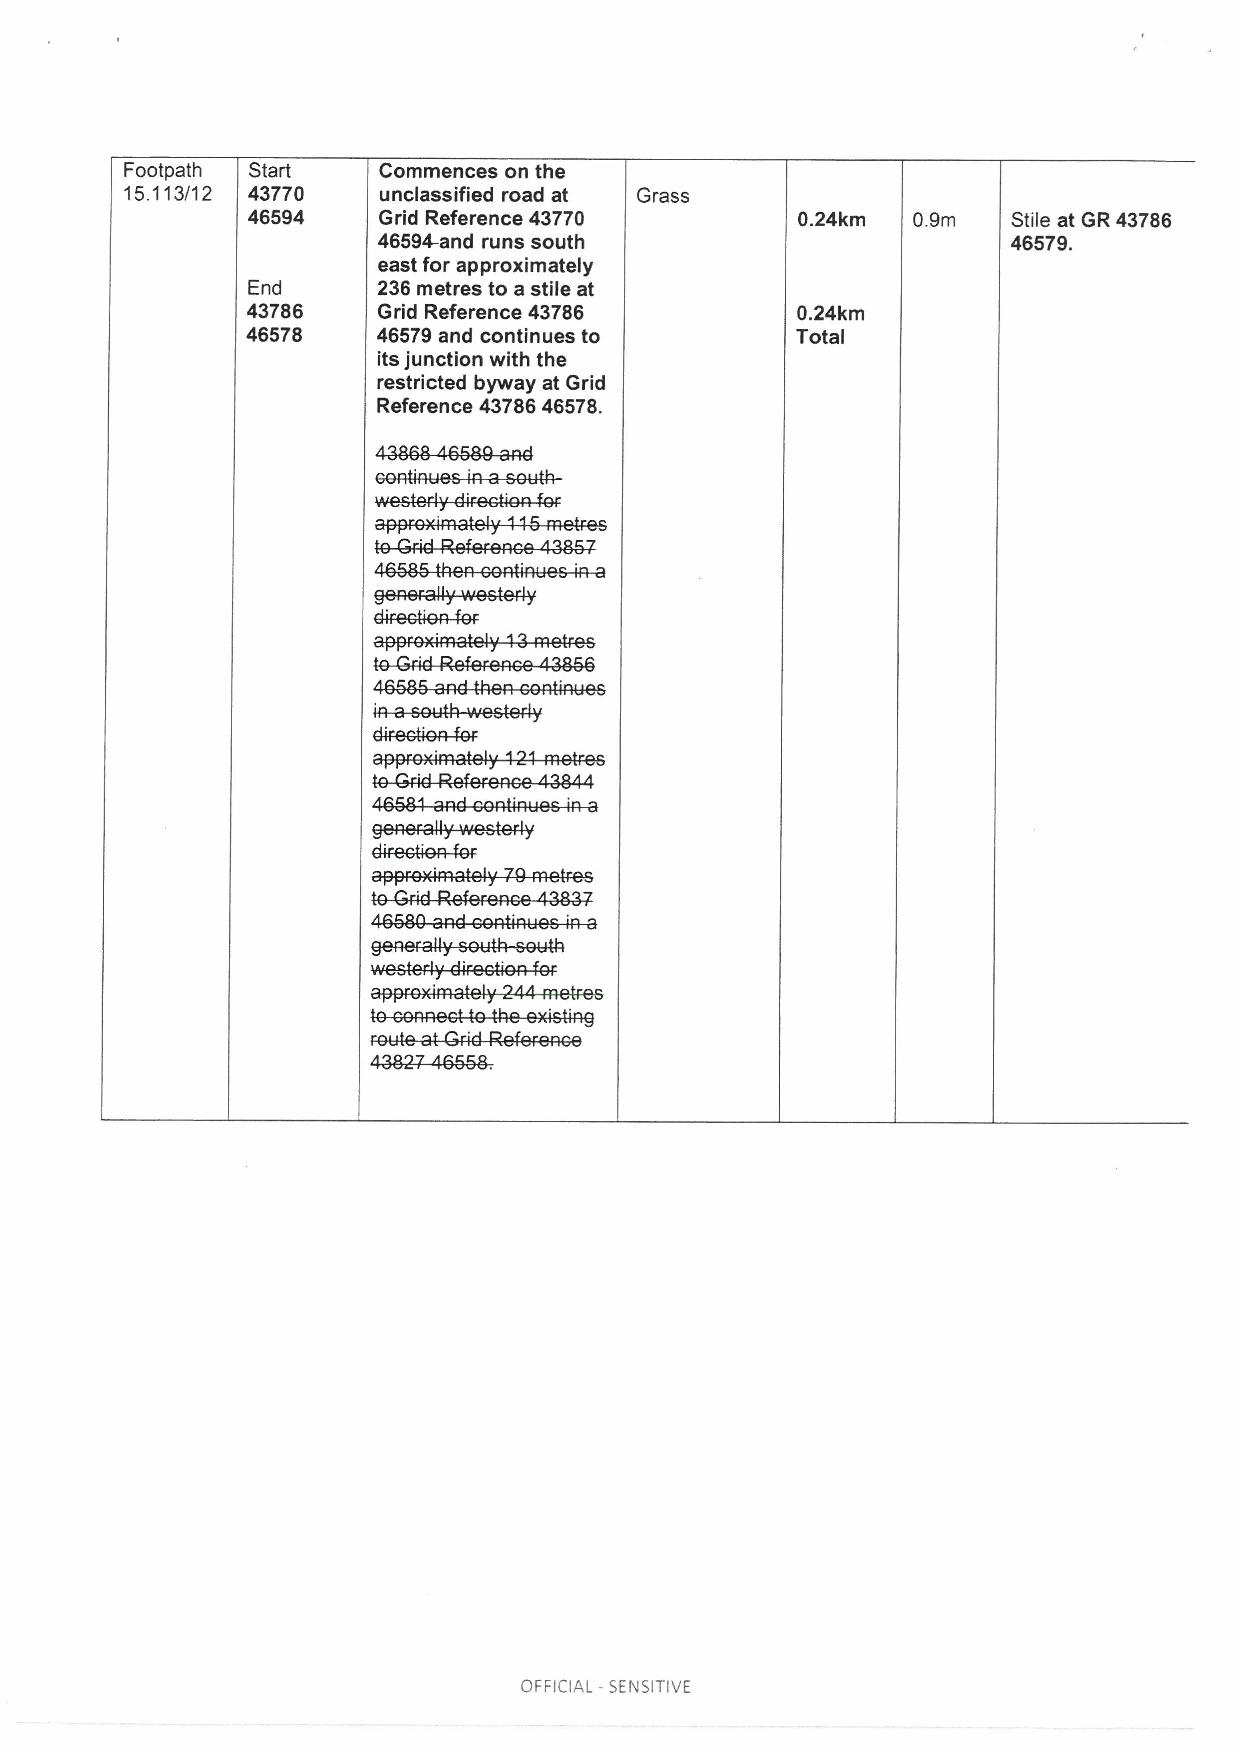 Footpath
15.113/12
Start
43770
46594
End
43786
46578
Commences on the
unclassified road at
Grid Reference 43770
46594 and runs south
east for approximately
236 metres to a stile at
Grid Reference 43786
46579 and continues to
its junction with the
restricted byway at Grid
Reference 43786 46578.
43868 46589 and
continues in a south-
westerly direction for
approximately 115 metres
to Grid Reference 43857
46585 then continues in a
generally westerly
direction for
approximately 13 metres
to Grid Reference 43856
46585 and then continues
in a south-westerly
direction for
approximately 121 metres
to Grid Reference 43844
46581 and continues in a
generally westerly
direction for
approximately 79 metres
to Grid Reference 43837
46580 and continues in a
generally south-south
westerly direction for
approximately 244 metres
to connect to the existing
route at Grid Reference
43827 46558.
Grass
0.24km
0.24km
Total
0.9m
Stile at GR 43786
46579.
OFFICIAL - SENSITIVE